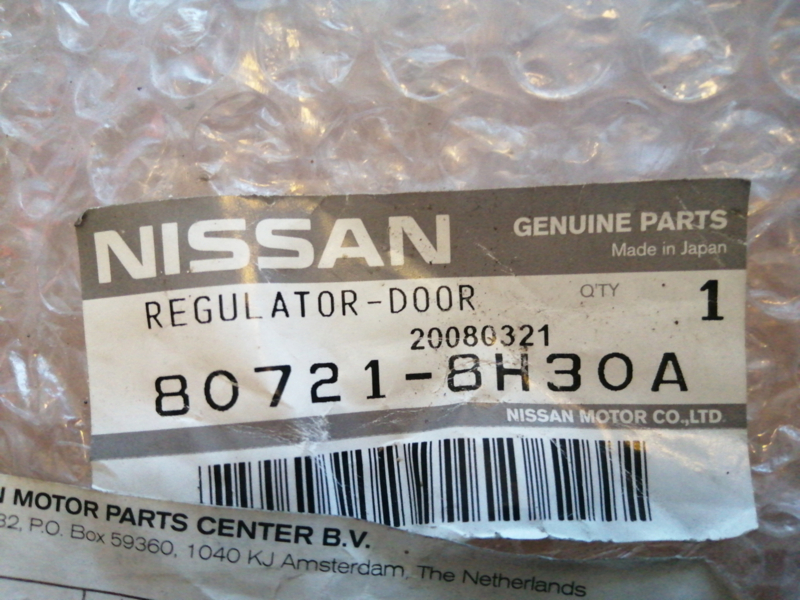 NISSAN
GENUINE PARTS
Made in Japan
REGULATOR-DOOR
Q'TY
1
20080321
80721-8H30A
NISSAN MOTOR CO.,LTD.
MOTOR PARTS CENTER B.V.
P.O. Box 59360, 1040 KJ Amsterdam, The Netherlands